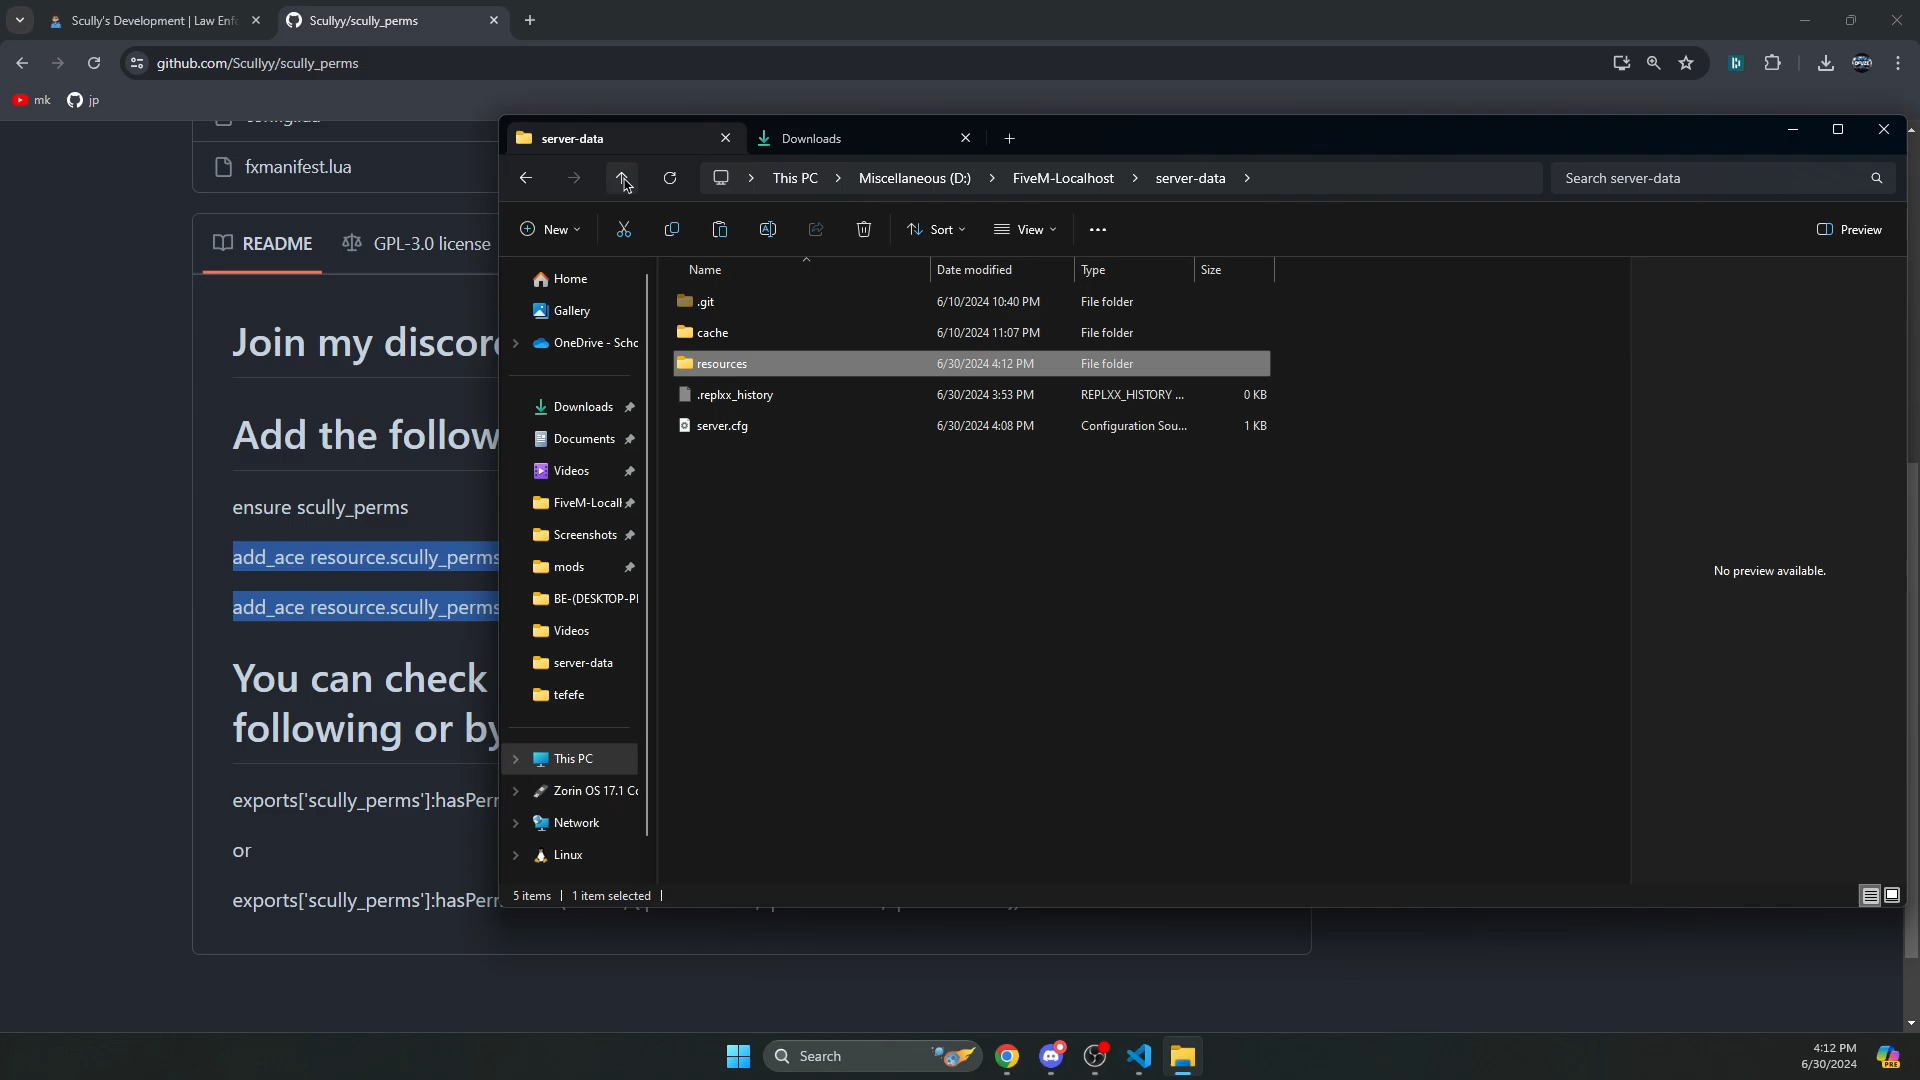 Scully's Development | Law Enf
Scullyy/scully_perms
github.com/Scullyy/scully_perms
mk
jp
fxmanifest.lua
README
GPL-3.0 license
Join my discor
Add the follow
ensure scully_perms
add_ace resource.scully_perms
add_ace resource.scully_perms
You can check
following or by
exports['scully_perms']:hasPerm
or
exports['scully_perms']:hasPerm
server-data
Downloads
This PC
Miscellaneous (D:)
FiveM-Localhost
server-data
Search server-data
New
Sort
View
Preview
Name
Date modified
Type
Size
.git
6/10/2024 10:40 PM
File folder
cache
6/10/2024 11:07 PM
File folder
resources
6/30/2024 4:12 PM
File folder
.replxx_history
6/30/2024 3:53 PM
REPLXX_HISTORY ...
0 KB
server.cfg
6/30/2024 4:08 PM
Configuration Sou...
1 KB
Home
Gallery
OneDrive - Scho
Downloads
Documents
Videos
FiveM-Localh
Screenshots
mods
BE-(DESKTOP-PI
Videos
server-data
tefefe
This PC
Zorin OS 17.1 Co
Network
Linux
No preview available.
5 items
1 item selected
Search
4:12 PM
6/30/2024
PRE